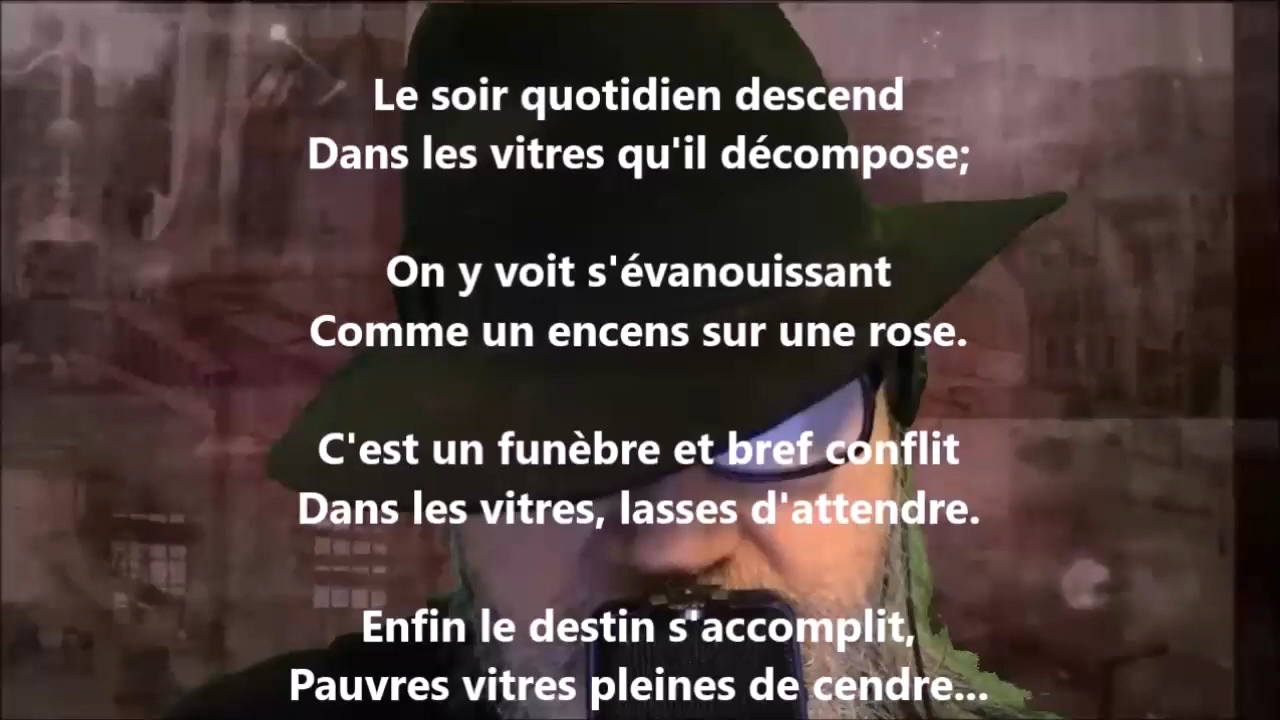 Le soir quotidien descend
Dans les vitres qu'il décompose;
On y voit s'évanouissant
Comme un encens sur une rose.
C'est un funèbre et bref conflit
Dans les vitres, lasses d'attendre.
Enfin le destin s'accomplit,
Pauvres vitres pleines de cendre...